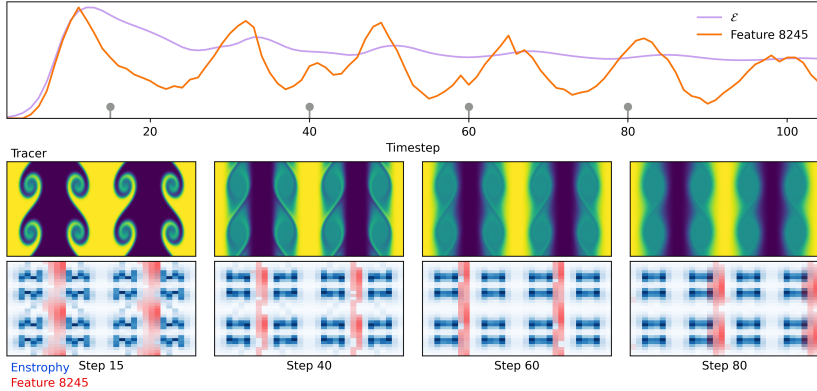 ℰ
Feature 8245
20
40
60
80
100
Timestep
Tracer
Enstrophy
Feature 8245
Step 15
Step 40
Step 60
Step 80